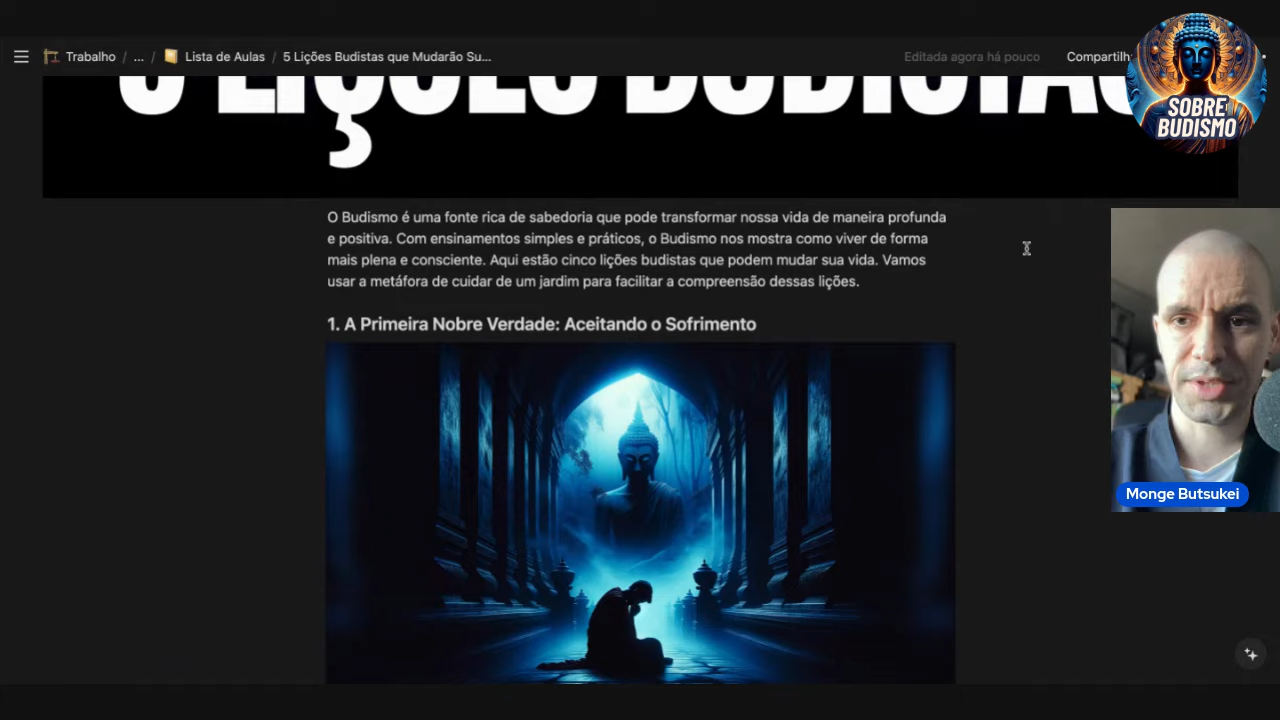 Trabalho / ... / Lista de Aulas / 5 Lições Budistas que Mudarão Su...
Editada agora há pouco
Compartilh
SOBRE
BUDISMO
5 LIÇÕES BUDISTAS
O Budismo é uma fonte rica de sabedoria que pode transformar nossa vida de maneira profunda
e positiva. Com ensinamentos simples e práticos, o Budismo nos mostra como viver de forma
mais plena e consciente. Aqui estão cinco lições budistas que podem mudar sua vida. Vamos
usar a metáfora de cuidar de um jardim para facilitar a compreensão dessas lições.
1. A Primeira Nobre Verdade: Aceitando o Sofrimento
Monge Butsukei